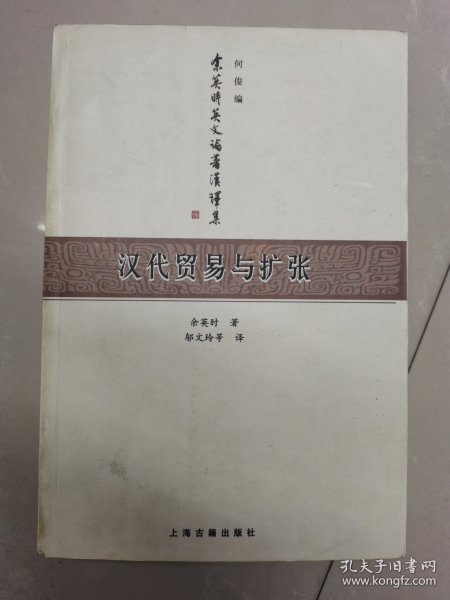 何俊编
余英时英文论著漢譯集
汉代贸易与扩张
余英时 著
邬文玲等 译
上海古籍出版社
孔夫子旧书网
www.kongfz.com